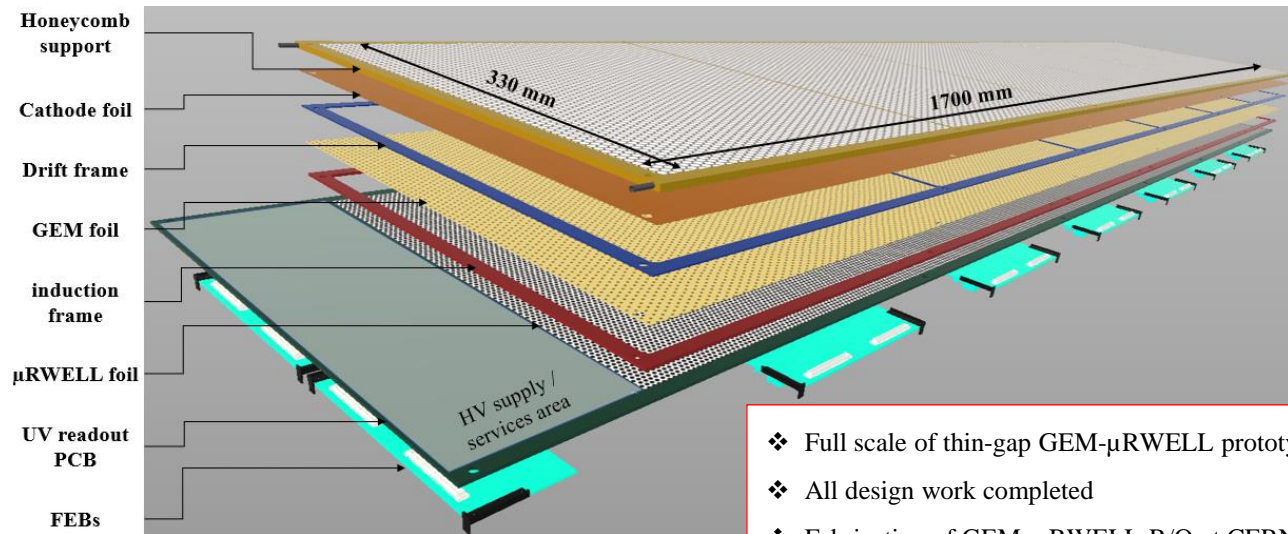 Honeycomb
support
Cathode foil
Drift frame
GEM foil
induction
frame
μRWELL foil
UV readout
PCB
FEBs
330 mm
1700 mm
HV supply /
services area
❖ Full scale of thin-gap GEM-μRWELL
❖ All design work completed